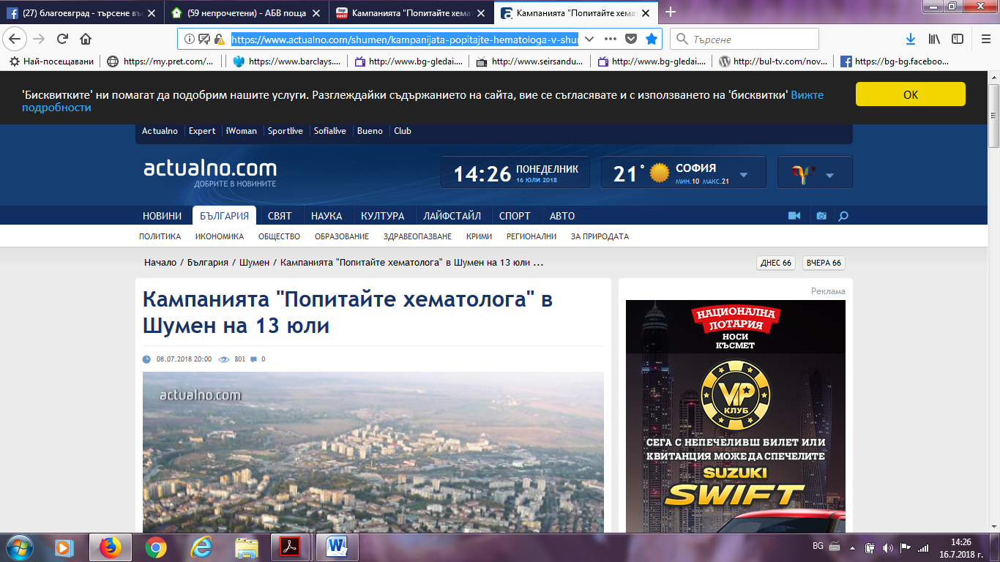 (27) благоевград - търсене във
(59 непрочетени) - АБВ поща
Кампанията "Попитайте хемат
Кампанията "Попитайте хемат
https://www.actualno.com/shumen/kampanijata-popitajte-hematologa-v-shu
Търсене
Най-посещавани
https://my.pret.com/...
https://www.barclays....
http://www.bg-gledai....
http://www.seirsandu...
http://www.bg-gledai....
http://bul-tv.com/nov...
https://bg-bg.faceboo...
'Бисквитките' ни помагат да подобрим нашите услуги. Разглеждайки съдържанието на сайта, вие се съгласявате и с използването на 'бисквитки' Вижте
подробности
OK
Actualno Expert iWoman Sportlive Sofialive Bueno Club
actualno.com
ДОБРИТЕ В НОВИНИТЕ
14:26 ПОНЕДЕЛНИК
16 ЮЛИ 2018
21° СОФИЯ
МИН.10 МАКС.21
НОВИНИ БЪЛГАРИЯ СВЯТ НАУКА КУЛТУРА ЛАЙФСТАЙЛ СПОРТ АВТО
ПОЛИТИКА ИКОНОМИКА ОБЩЕСТВО ОБРАЗОВАНИЕ ЗДРАВЕОПАЗВАНЕ КРИМИ РЕГИОНАЛНИ ЗА ПРИРОДАТА
Начало / България / Шумен / Кампанията "Попитайте хематолога" в Шумен на 13 юли ...
ДНЕС 66 ВЧЕРА 66
Кампанията "Попитайте хематолога" в
Шумен на 13 юли
08.07.2018 20:00 801 0
actualno.com
Реклама
НАЦИОНАЛНА
ЛОТАРИЯ
НОСИ
КЪСМЕТ
VIP
КЛУБ
СЕГА С НЕПЕЧЕЛИВШ БИЛЕТ ИЛИ
КВИТАНЦИЯ МОЖЕ ДА СПЕЧЕЛИТЕ
SUZUKI
SWIFT
BG
14:26
16.7.2018 г.